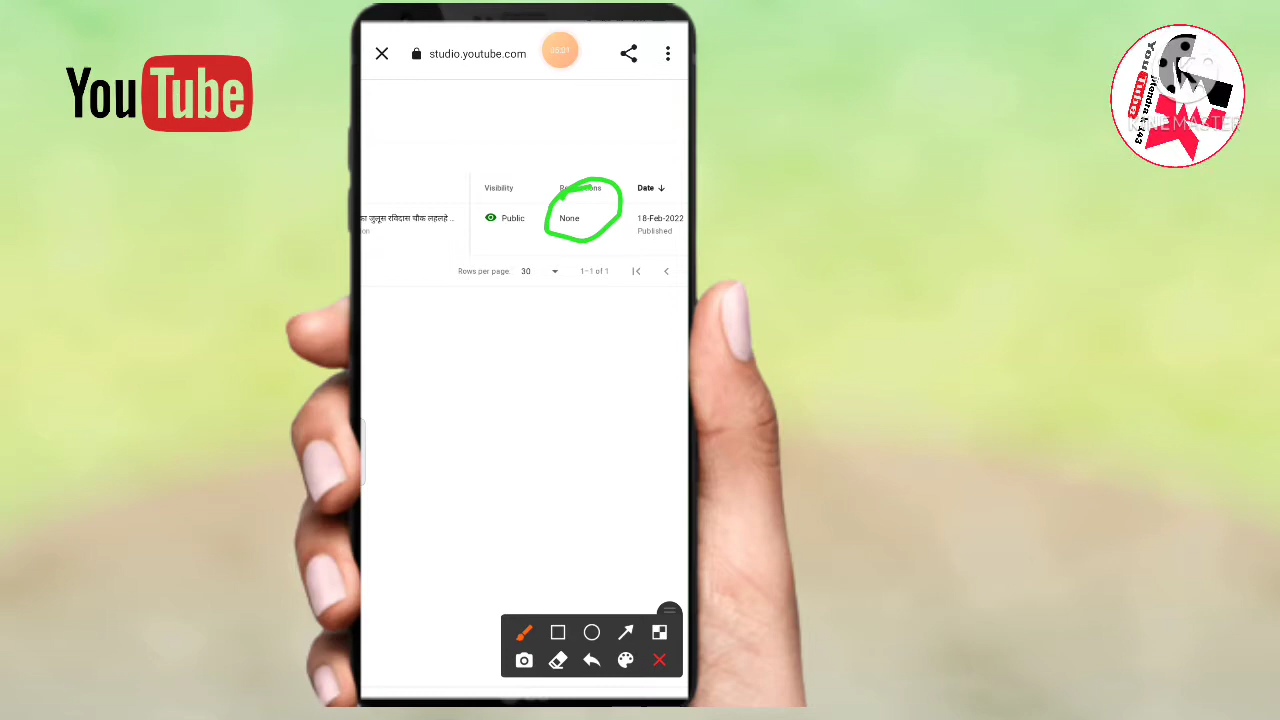 YouTube
studio.youtube.com
KINEMASTER
Visibility
Date
का जुलूस रविदास चौक लहलहे ..
Public
None
18-Feb-2022
Published
Rows per page: 30
1–1 of 1